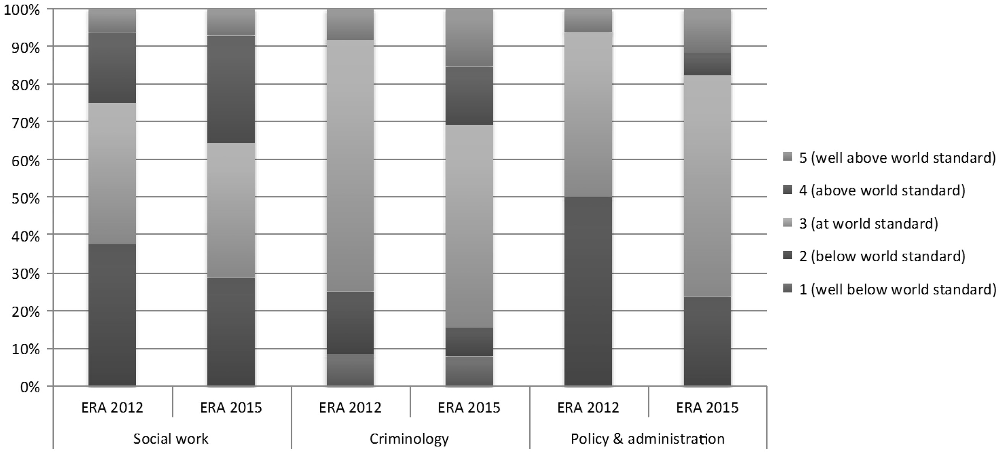 100%
90%
80%
70%
60%
50%
40%
30%
20%
10%
0%
ERA 2012
ERA 2015
ERA 2012
ERA 2015
ERA 2012
ERA 2015
Social work
Criminology
Policy & administration
5 (well above world standard)
4 (above world standard)
3 (at world standard)
2 (below world standard)
1 (well below world standard)